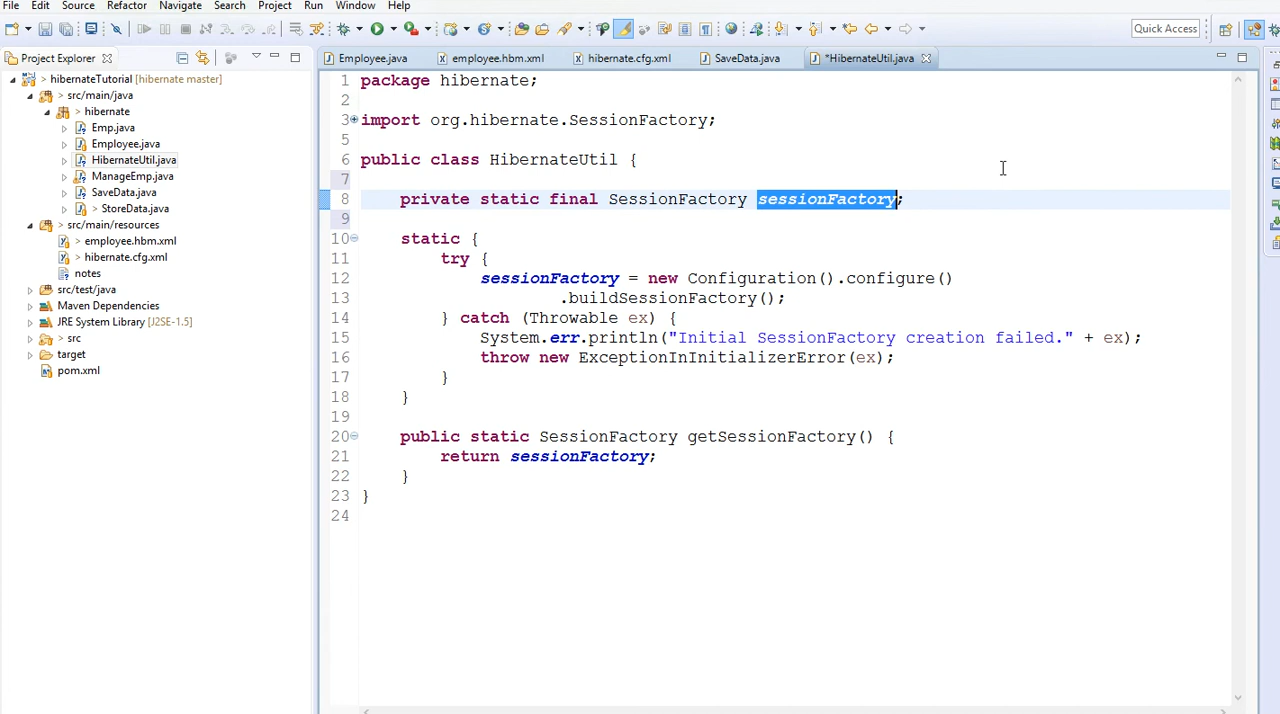 File Edit Source Refactor Navigate Search Project Run Window Help
Quick Access
Project Explorer
Employee.java employee.hbm.xml hibernate.cfg.xml SaveData.java *HibernateUtil.java
hibernateTutorial [hibernate master]
> src/main/java
> hibernate
> Emp.java
> Employee.java
> HibernateUtil.java
> ManageEmp.java
> SaveData.java
> StoreData.java
> src/main/resources
> employee.hbm.xml
> hibernate.cfg.xml
notes
src/test/java
Maven Dependencies
JRE System Library [J2SE-1.5]
> src
target
pom.xml
1 package hibernate;
2
3 import org.hibernate.SessionFactory;
5
6 public class HibernateUtil {
7
8 private static final SessionFactory sessionFactory;
9
10 static {
11 try {
12 sessionFactory = new Configuration().configure()
13 .buildSessionFactory();
14 } catch (Throwable ex) {
15 System.err.println("Initial SessionFactory creation failed." + ex);
16 throw new ExceptionInInitializerError(ex);
17 }
18 }
19
20 public static SessionFactory getSessionFactory() {
21 return sessionFactory;
22 }
23 }
24